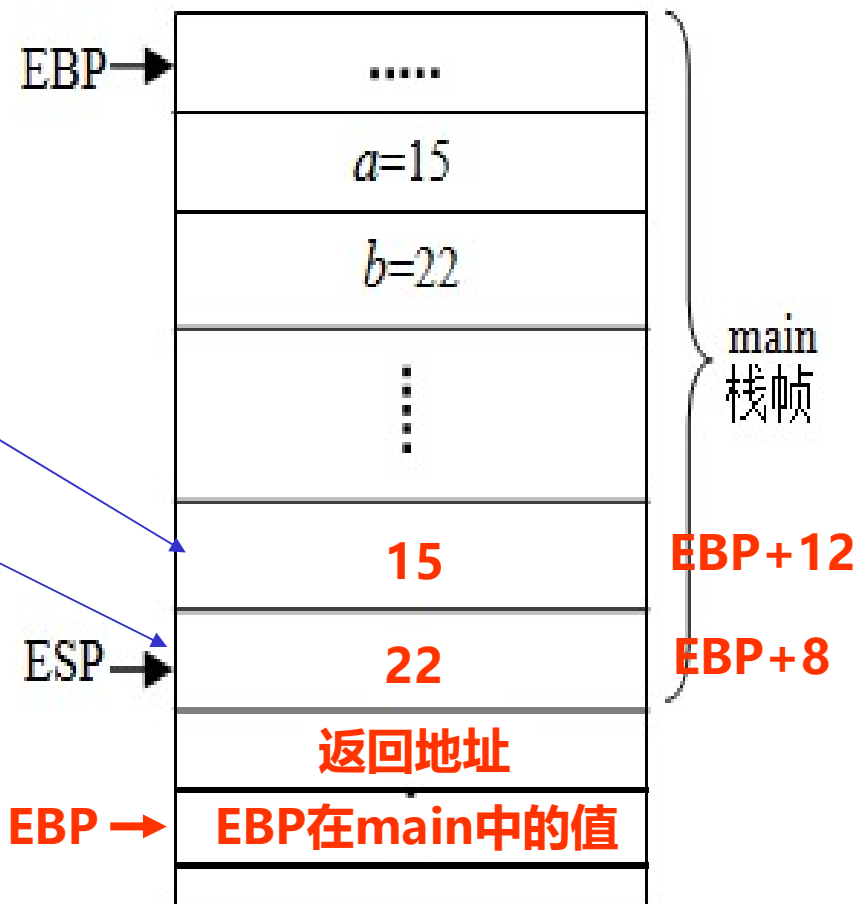 EBP
.....
a=15
b=22
main
栈帧
15
EBP+12
ESP
22
EBP+8
返回地址
EBP
EBP在main中的值